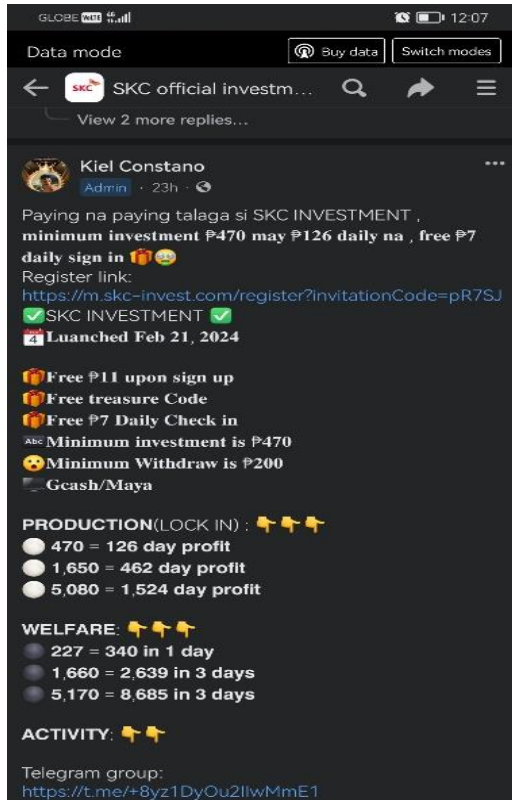 GLOBE VoLTE 4G 12:07
Data mode Buy data Switch modes
SKC SKC official investm...
View 2 more replies...
Kiel Constano
Admin · 23h ·
Paying na paying talaga si SKC INVESTMENT ,
minimum investment ₱470 may ₱126 daily na , free ₱7
daily sign in 🎁🥹
Register link:
https://m.skc-invest.com/register?invitationCode=pR7SJ
✅SKC INVESTMENT ✅
📅Luanched Feb 21, 2024
🎁Free ₱11 upon sign up
🎁Free treasure Code
🎁Free ₱7 Daily Check in
Abc Minimum investment is ₱470
😮Minimum Withdraw is ₱200
Gcash/Maya
PRODUCTION(LOCK IN) : 👇👇👇
⚪ 470 = 126 day profit
⚪ 1,650 = 462 day profit
⚪ 5,080 = 1,524 day profit
WELFARE: 👇👇👇
⚫ 227 = 340 in 1 day
⚫ 1,660 = 2,639 in 3 days
⚫ 5,170 = 8,685 in 3 days
ACTIVITY: 👇👇
Telegram group:
https://t.me/+8yz1DyOu2IlwMmE1